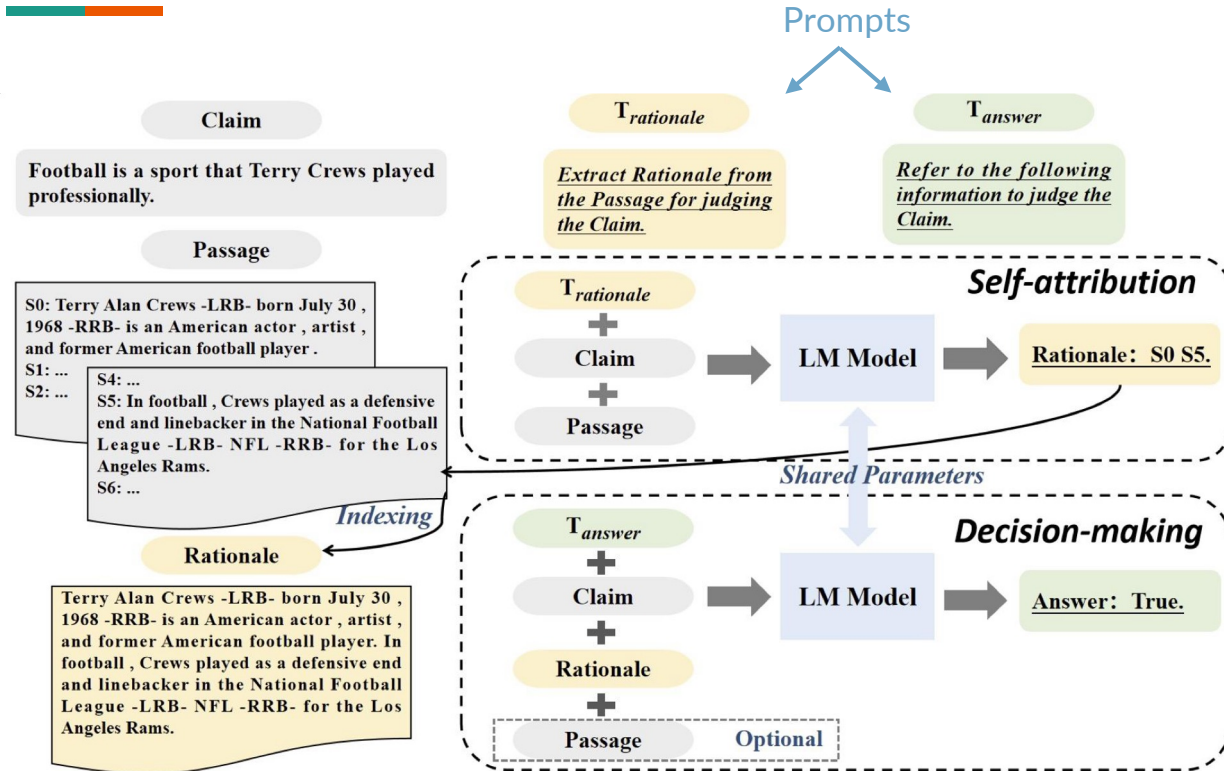 Prompts
Claim
Football is a sport that Terry Crews played
professionally.
Passage
S0: Terry Alan Crews -LRB- born July 30 ,
1968 -RRB- is an American actor , artist ,
and former American football player .
S1: ...
S2: ...
S4: ...
S5: In football , Crews played as a defensive
end and linebacker in the National Football
League -LRB- NFL -RRB- for the Los
Angeles Rams.
S6: ...
Indexing
Rationale
Terry Alan Crews -LRB- born July 30 ,
1968 -RRB- is an American actor , artist ,
and former American football player. In
football , Crews played as a defensive end
and linebacker in the National Football
League -LRB- NFL -RRB- for the Los
Angeles Rams.
Trationale
Extract Rationale from
the Passage for judging
the Claim.
Tanswer
Refer to the following
information to judge the
Claim.
Self-attribution
Trationale
+
Claim
+
Passage
LM Model
Rationale: S0 S5.
Shared Parameters
Decision-making
Tanswer
+
Claim
+
Rationale
+
Passage
Optional
LM Model
Answer: True.